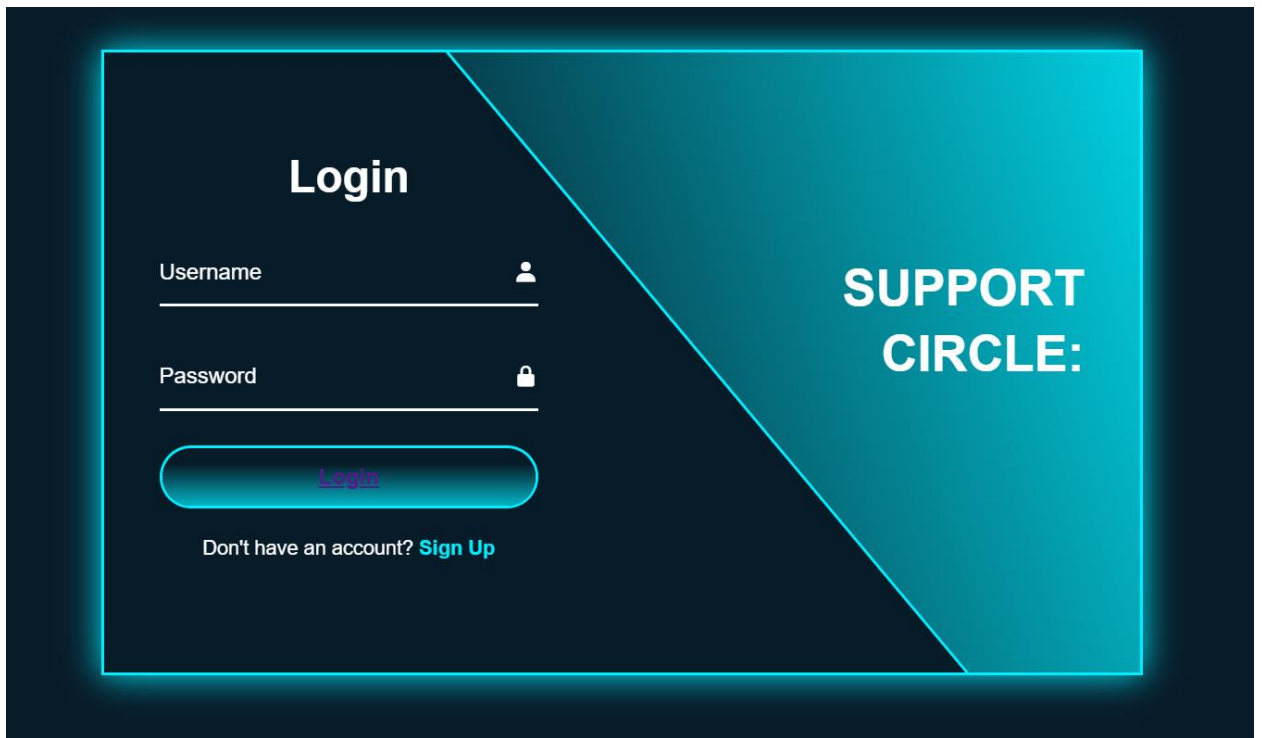 Login
Username
Password
Login
Don't have an account? Sign Up
SUPPORT
CIRCLE: